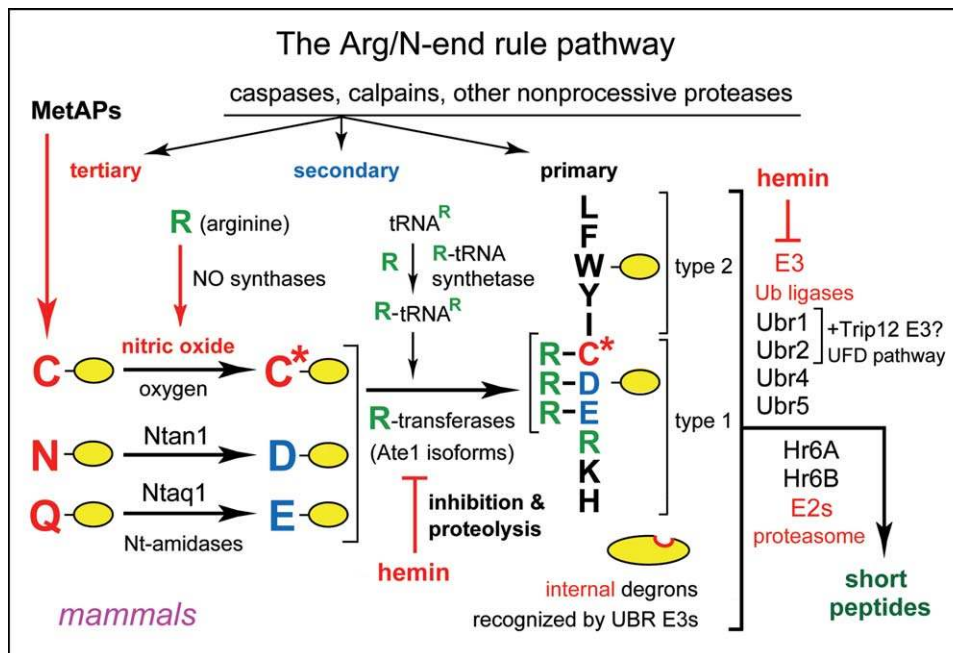 The Arg/N-end rule pathway
caspases, calpains, other nonprocessive proteases
MetAPs
tertiary
secondary
primary
R (arginine)
NO synthases
tRNA^R
R
R-tRNA
synthetase
R-tRNA^R
C
nitric oxide
oxygen
C*
N
Ntan1
D
Q
Ntaq1
E
Nt-amidases
R-transferases
(Ate1 isoforms)
inhibition &
proteolysis
hemin
L
F
W
Y
I
R-C*
R-D
R-E
R
K
H
type 2
type 1
internal degrons
recognized by UBR E3s
hemin
E3
Ub ligases
Ubr1
Ubr2
+Trip12 E3?
UFD pathway
Ubr4
Ubr5
Hr6A
Hr6B
E2s
proteasome
short
peptides
mammals